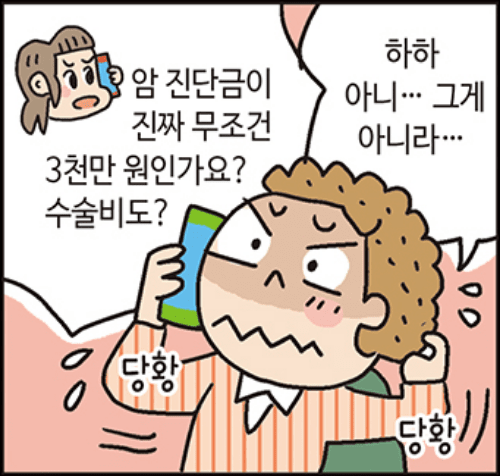 암 진단금이
진짜 무조건
3천만 원인가요?
수술비도?
하하
아니… 그게
아니라…
당황
당황